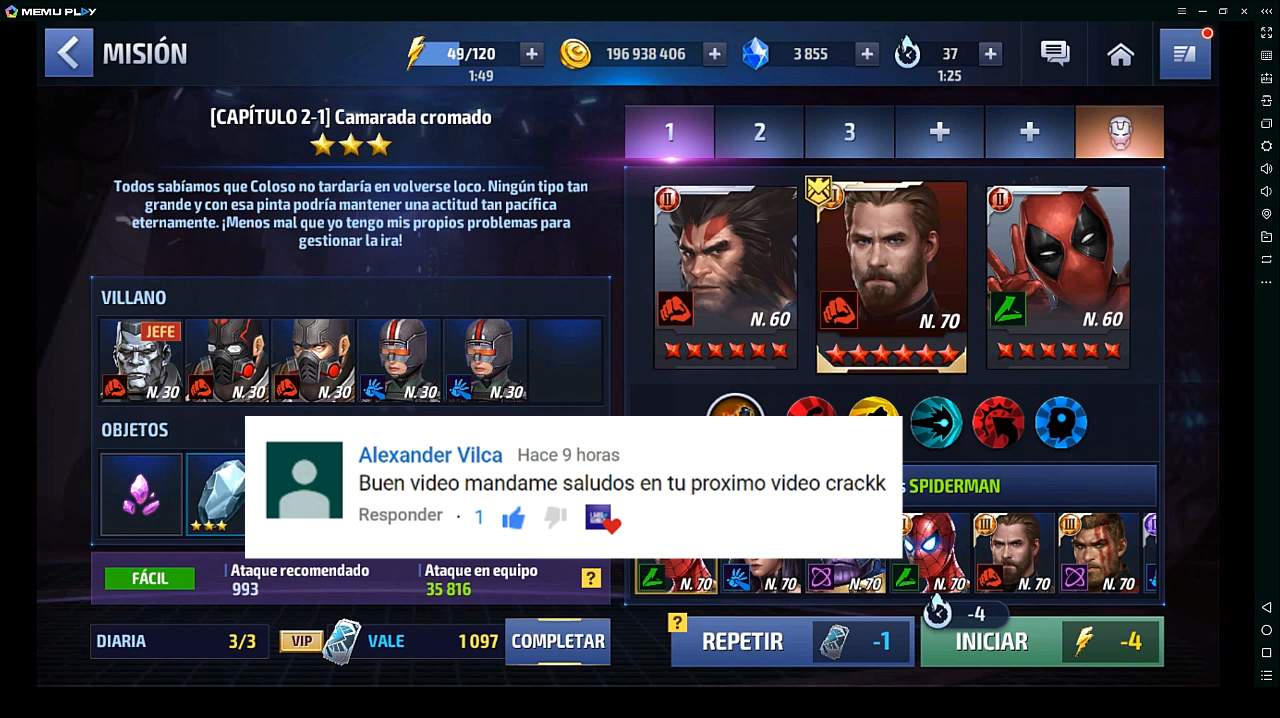 MEMU PLAY
MISIÓN
49/120
1:49
196 938 406
3 855
37
1:25
[CAPÍTULO 2-1] Camarada cromado
Todos sabíamos que Coloso no tardaría en volverse loco. Ningún tipo tan
grande y con esa pinta podría mantener una actitud tan pacífica
eternamente. ¡Menos mal que yo tengo mis propios problemas para
gestionar la ira!
1
2
3
II
N. 60
N. 70
II
N. 60
VILLANO
JEFE
N. 30
N. 30
N. 30
N. 30
N. 30
OBJETOS
Alexander Vilca Hace 9 horas
Buen video mandame saludos en tu proximo video crackk
Responder · 1
SPIDERMAN
III
III
N. 70
N. 70
N. 70
N. 70
N. 70
N. 70
FÁCIL
Ataque recomendado
993
Ataque en equipo
35 816
?
DIARIA 3/3
VIP
VALE 1 097
COMPLETAR
?
REPETIR
-1
-4
INICIAR
-4